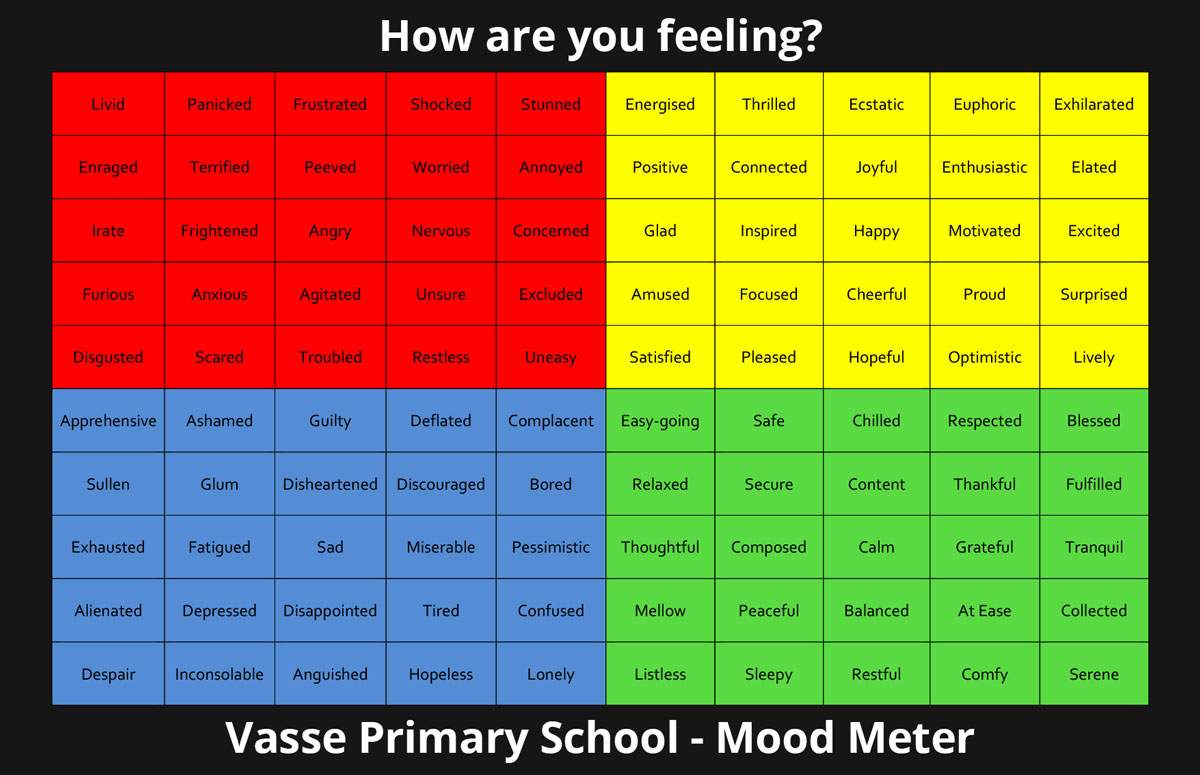 How are you feeling?
Livid Panicked Frustrated Shocked Stunned Energised Thrilled Ecstatic Euphoric Exhilarated
Enraged Terrified Peeved Worried Annoyed Positive Connected Joyful Enthusiastic Elated
Irate Frightened Angry Nervous Concerned Glad Inspired Happy Motivated Excited
Furious Anxious Agitated Unsure Excluded Amused Focused Cheerful Proud Surprised
Disgusted Scared Troubled Restless Uneasy Satisfied Pleased Hopeful Optimistic Lively
Apprehensive Ashamed Guilty Deflated Complacent Easy-going Safe Chilled Respected Blessed
Sullen Glum Disheartened Discouraged Bored Relaxed Secure Content Thankful Fulfilled
Exhausted Fatigued Sad Miserable Pessimistic Thoughtful Composed Calm Grateful Tranquil
Alienated Depressed Disappointed Tired Confused Mellow Peaceful Balanced At Ease Collected
Despair Inconsolable Anguished Hopeless Lonely Listless Sleepy Restful Comfy Serene
Vasse Primary School - Mood Meter